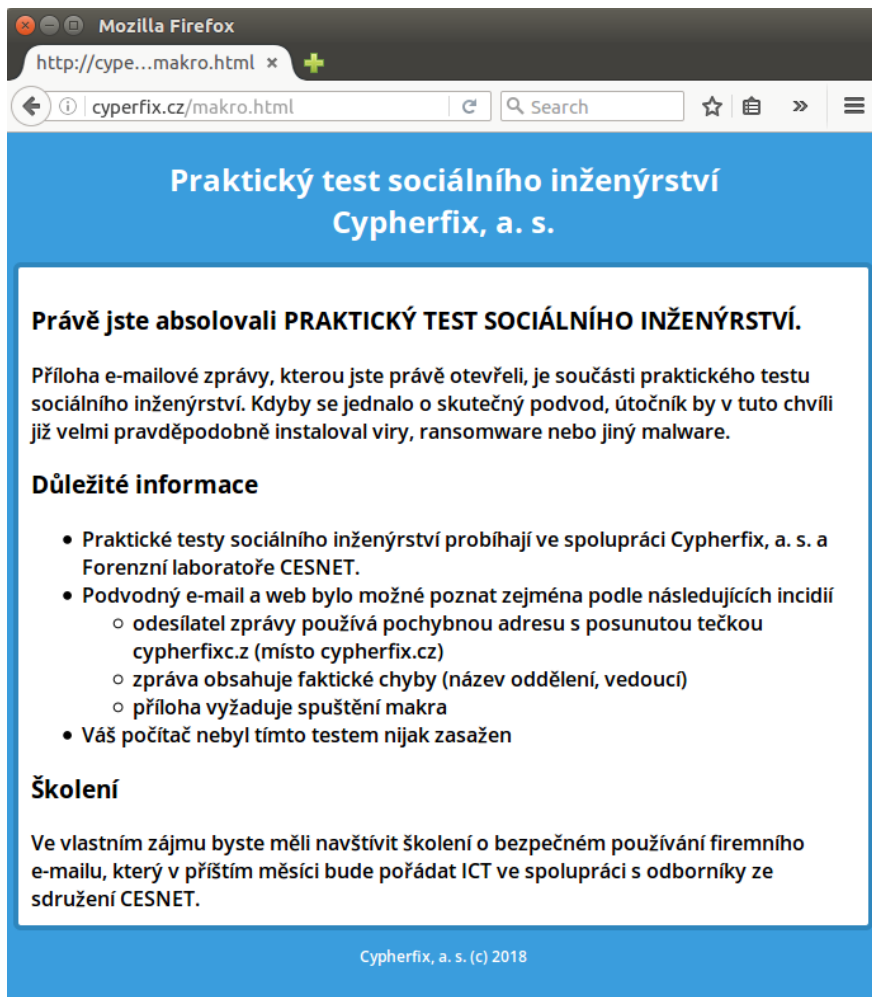 Mozilla Firefox
http://cype...makro.html
cyperfix.cz/makro.html
Search
Praktický test sociálního inženýrství
Cypherfix, a. s.
Právě jste absolovali PRAKTICKÝ TEST SOCIÁLNÍHO INŽENÝRSTVÍ.
Příloha e-mailové zprávy, kterou jste právě otevřeli, je součásti praktického testu
sociálního inženýrství. Kdyby se jednalo o skutečný podvod, útočník by v tuto chvíli
již velmi pravděpodobně instaloval viry, ransomware nebo jiný malware.
Důležité informace
Praktické testy sociálního inženýrství probíhají ve spolupráci Cypherfix, a. s. a
Forenzní laboratoře CESNET.
Podvodný e-mail a web bylo možné poznat zejména podle následujících incidií
odesílatel zprávy používá pochybnou adresu s posunutou tečkou
cypherfixc.z (místo cypherfix.cz)
zpráva obsahuje faktické chyby (název oddělení, vedoucí)
příloha vyžaduje spuštění makra
Váš počítač nebyl tímto testem nijak zasažen
Školení
Ve vlastním zájmu byste měli navštívit školení o bezpečném používání firemního
e-mailu, který v příštím měsíci bude pořádat ICT ve spolupráci s odborníky ze
sdružení CESNET.
Cypherfix, a. s. (c) 2018